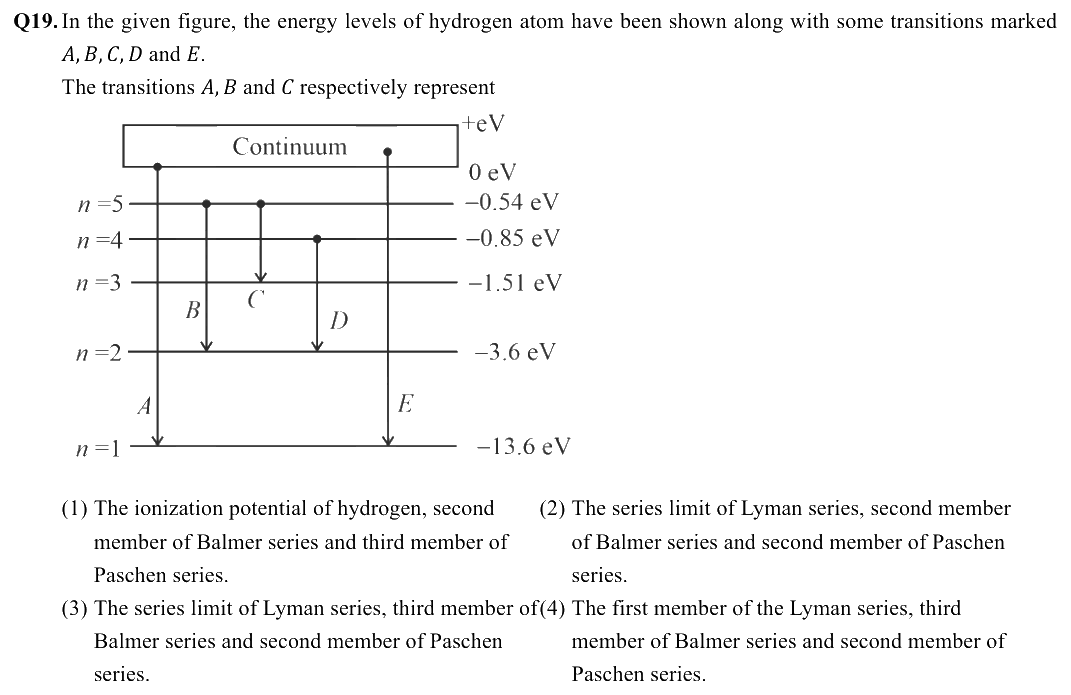 Q19. In the given figure, the energy levels of hydrogen atom have been shown along with some transitions marked
A, B, C, D and E.
The transitions A, B and C respectively represent
+eV
Continuum
0 eV
n =5
−0.54 eV
n =4
−0.85 eV
n =3
−1.51 eV
B
C
D
n =2
−3.6 eV
A
E
n =1
−13.6 eV
(1) The ionization potential of hydrogen, second
member of Balmer series and third member of
Paschen series.
(2) The series limit of Lyman series, second member
of Balmer series and second member of Paschen
series.
(3) The series limit of Lyman series, third member of
Balmer series and second member of Paschen
series.
(4) The first member of the Lyman series, third
member of Balmer series and second member of
Paschen series.